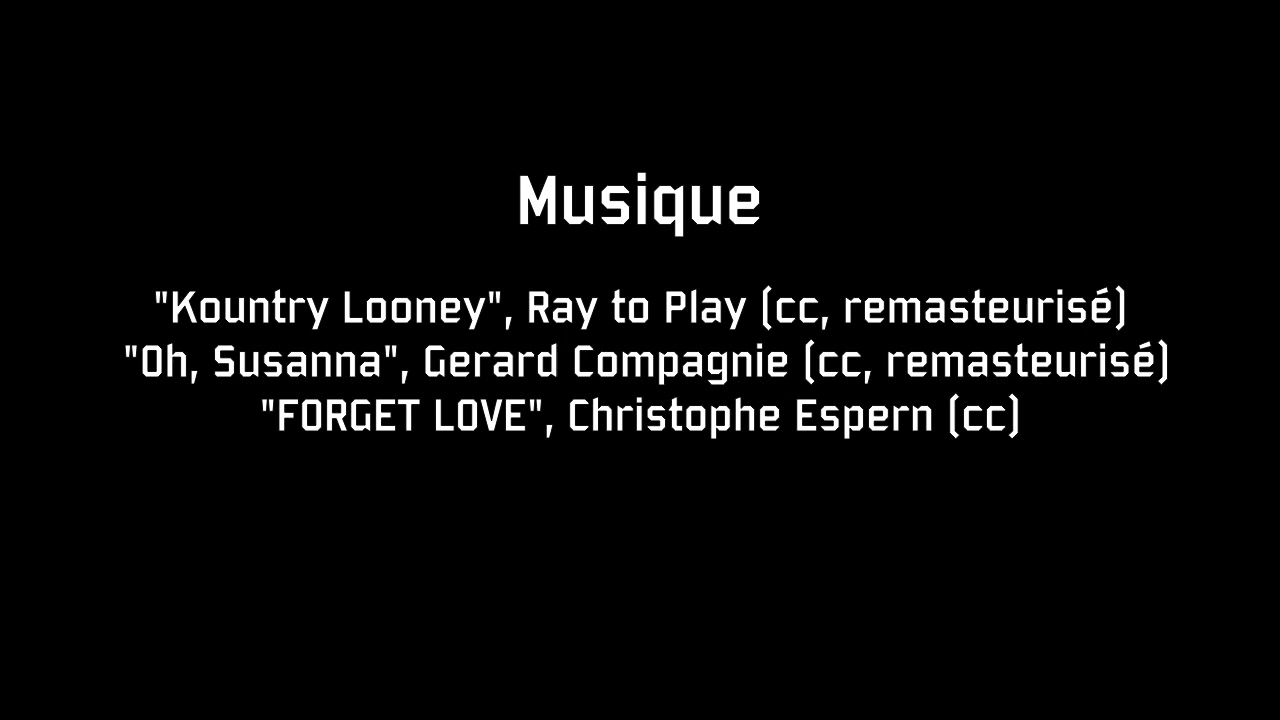 Musique
"Kountry Looney", Ray to Play (cc, remasteurisé)
"Oh, Susanna", Gerard Compagnie (cc, remasteurisé)
"FORGET LOVE", Christophe Espern (cc)